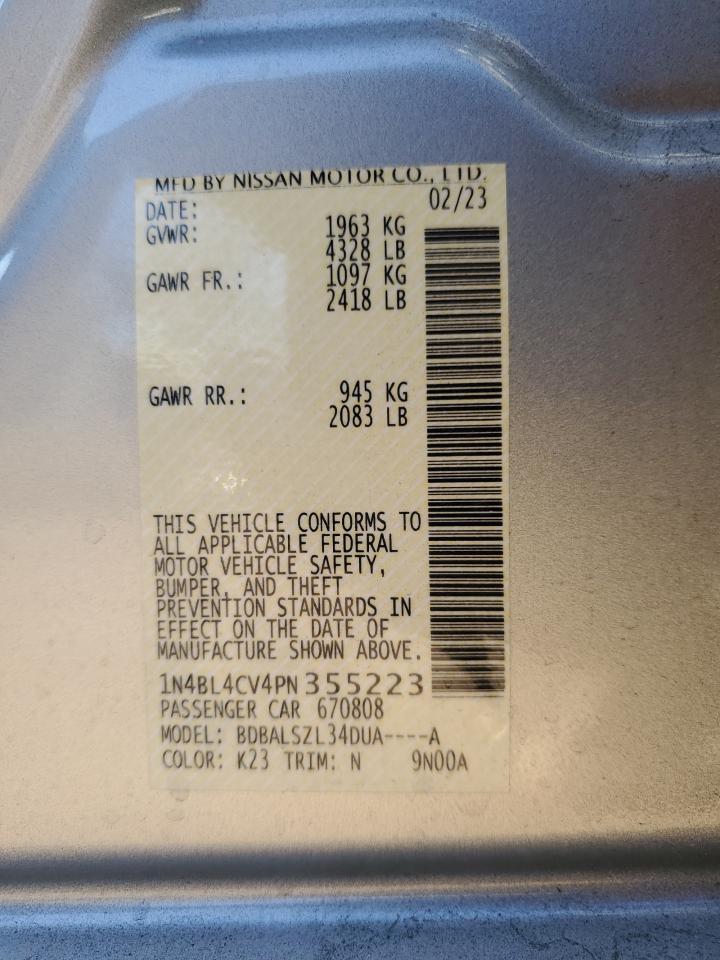 MFD BY NISSAN MOTOR CO., LTD.
DATE: 02/23
GVWR: 1963 KG
4328 LB
GAWR FR.: 1097 KG
2418 LB
GAWR RR.: 945 KG
2083 LB
THIS VEHICLE CONFORMS TO
ALL APPLICABLE FEDERAL
MOTOR VEHICLE SAFETY,
BUMPER, AND THEFT
PREVENTION STANDARDS IN
EFFECT ON THE DATE OF
MANUFACTURE SHOWN ABOVE.
1N4BL4CV4PN355223
PASSENGER CAR 670808
MODEL: BDBALSZL34DUA----A
COLOR: K23 TRIM: N 9N00A